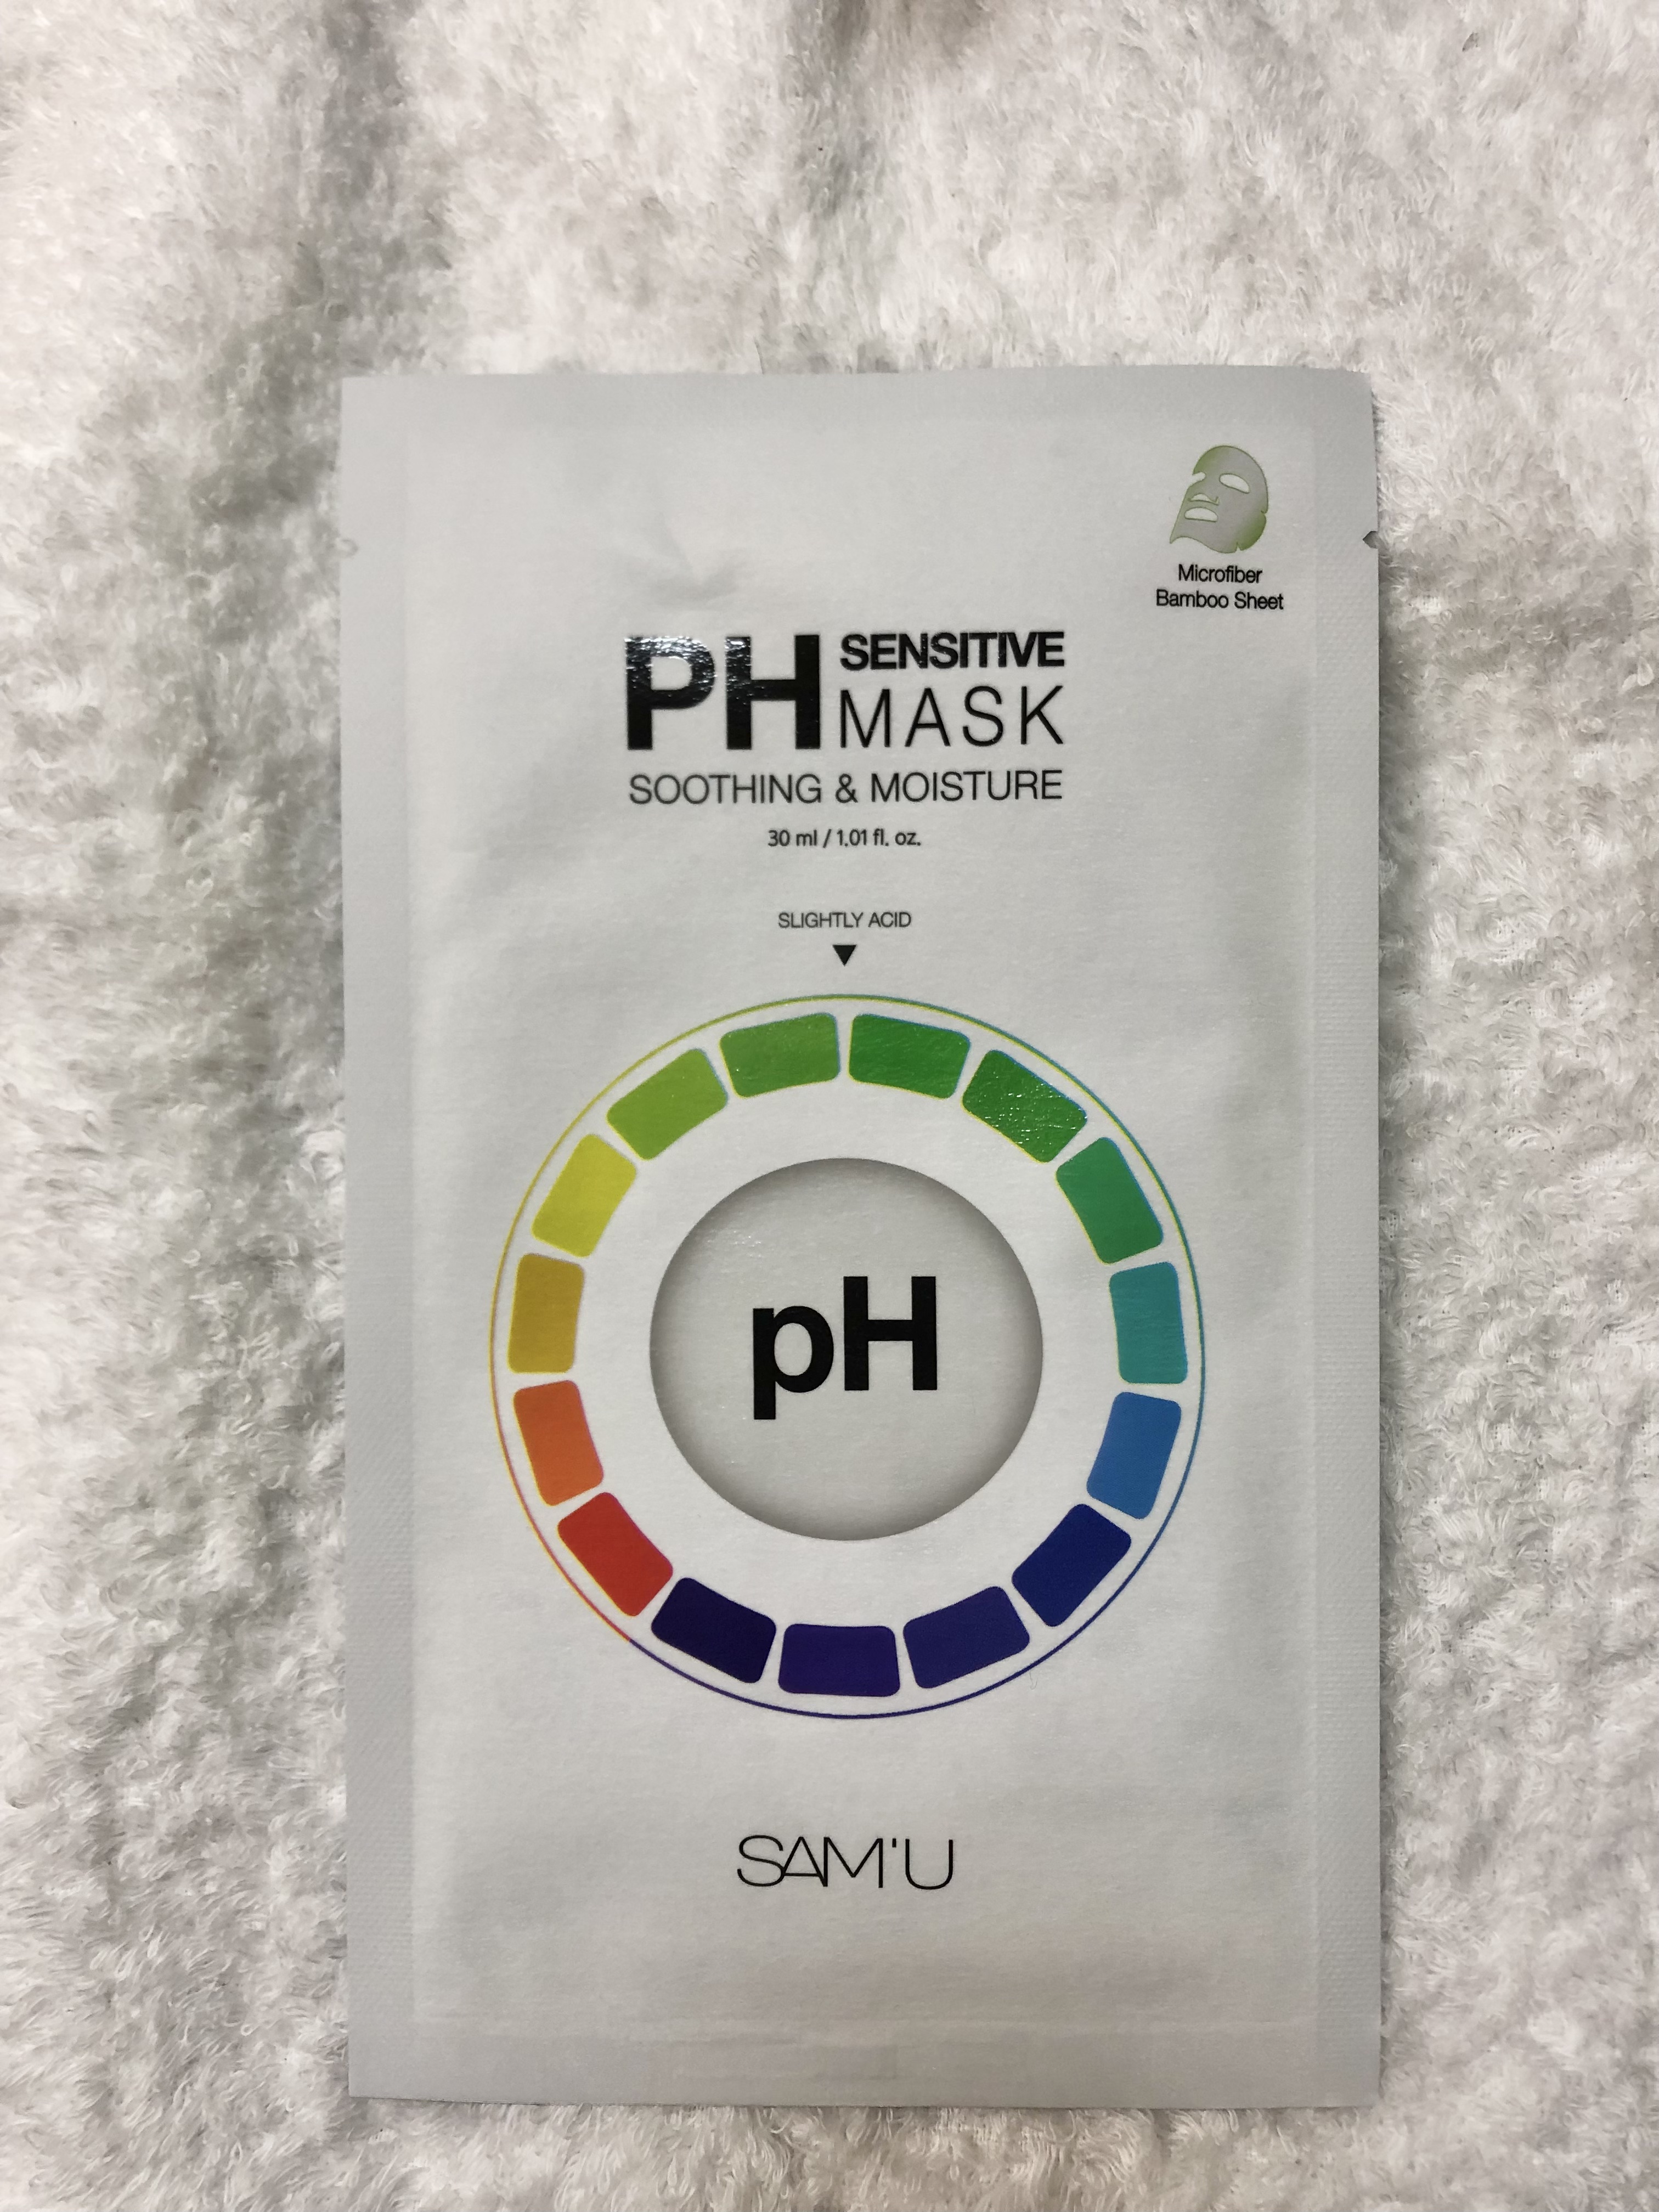 Microfiber
Bamboo Sheet
PH SENSITIVE
MASK
SOOTHING & MOISTURE
30 ml / 1.01 fl. oz.
SLIGHTLY ACID
pH
SAM'U